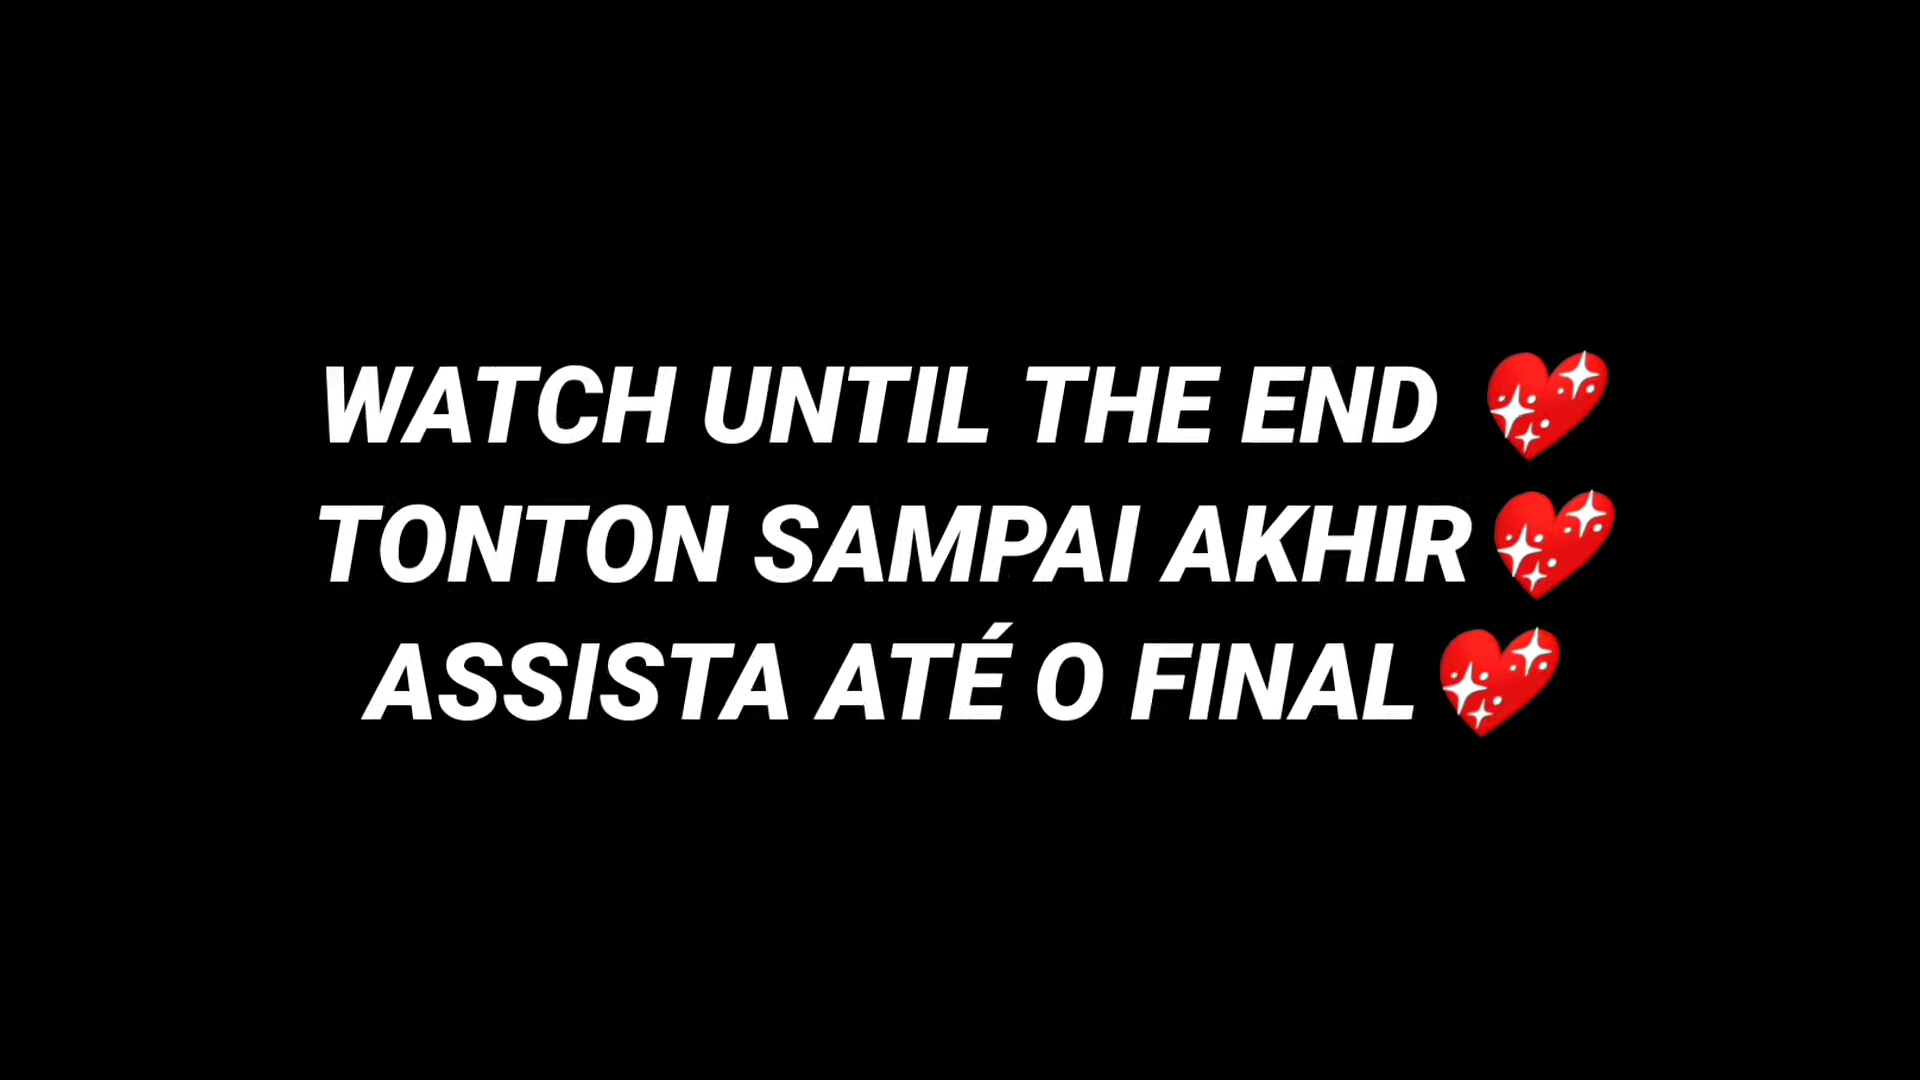 WATCH UNTIL THE END 💖
TONTON SAMPAI AKHIR 💖
ASSISTA ATÉ O FINAL 💖